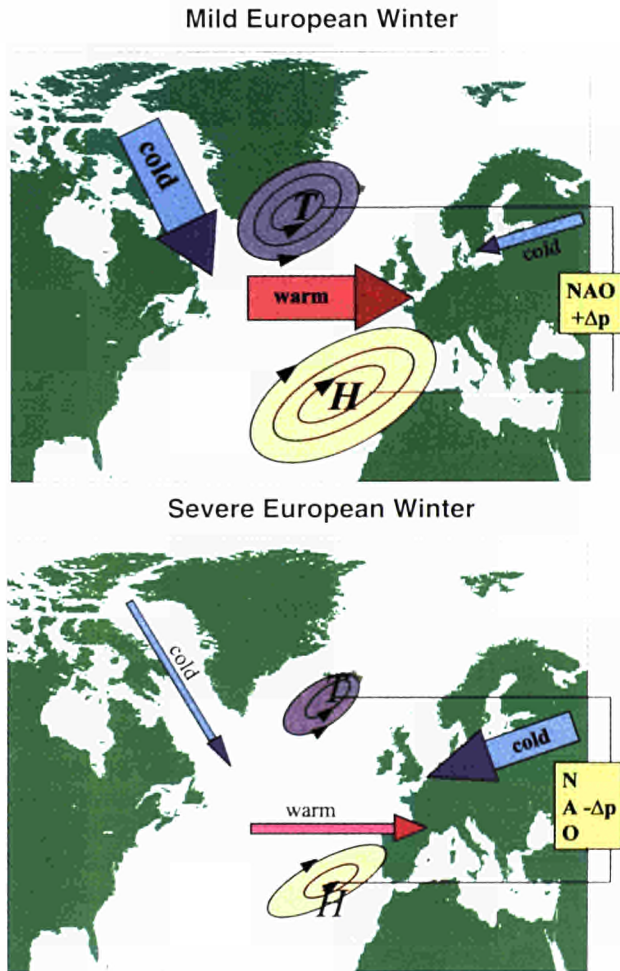 Mild European Winter
cold
T
cold
warm
NAO
+Δp
H
Severe European Winter
cold
T
cold
warm
N
A -Δp
O
H